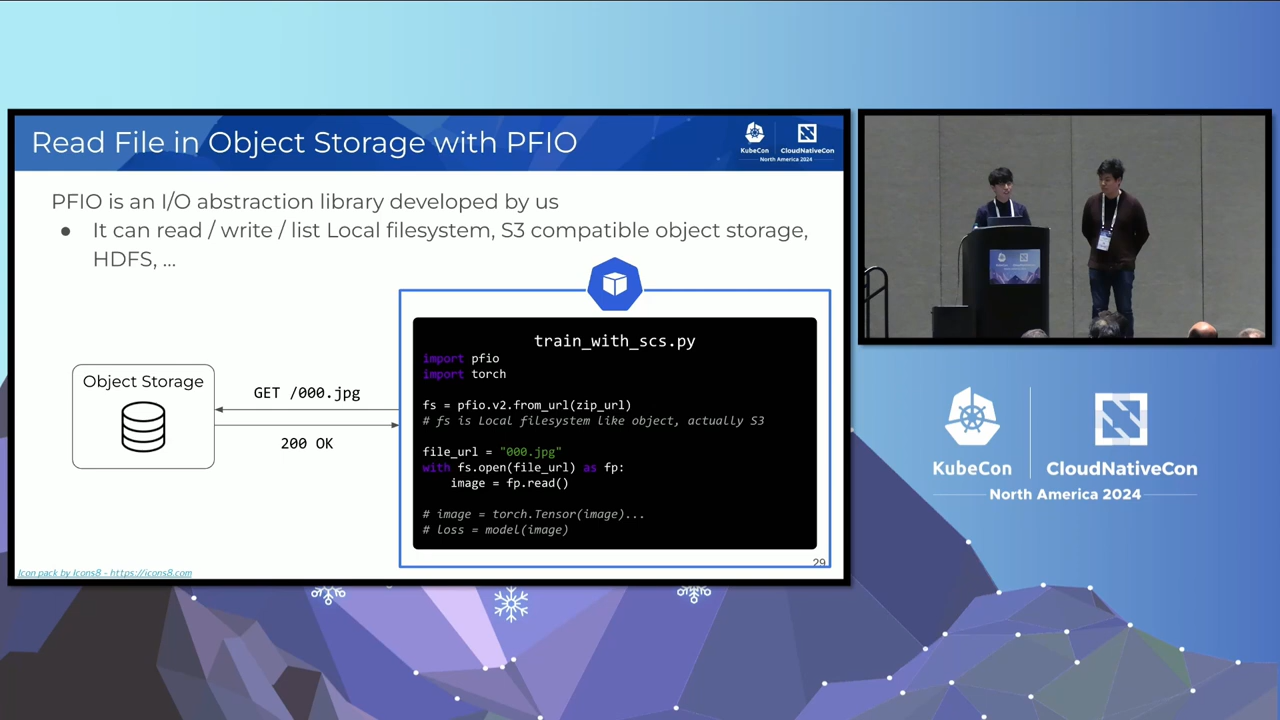 Read File in Object Storage with PFIO
KubeCon
CloudNativeCon
North America 2024
PFIO is an I/O abstraction library developed by us
● It can read / write / list Local filesystem, S3 compatible object storage,
HDFS, ...
Object Storage
GET /000.jpg
200 OK
train_with_scs.py
import pfio
import torch
fs = pfio.v2.from_url(zip_url)
# fs is Local filesystem like object, actually S3
file_url = "000.jpg"
with fs.open(file_url) as fp:
    image = fp.read()
# image = torch.Tensor(image)...
# loss = model(image)
29
Icon pack by Icons8 - https://icons8.com
KubeCon
CloudNativeCon
North America 2024